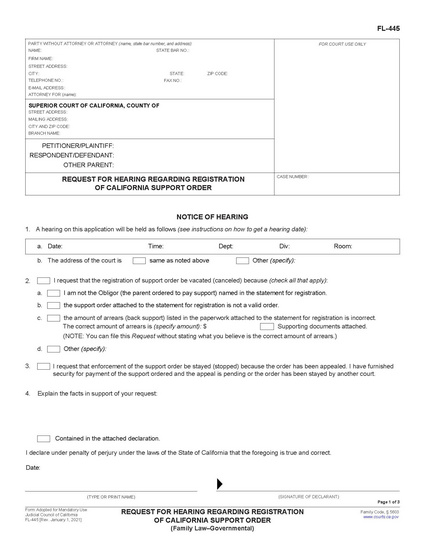 FL-445
PARTY WITHOUT ATTORNEY OR ATTORNEY (name, state bar number, and address):
FOR COURT USE ONLY
NAME: STATE BAR NO.:
FIRM NAME:
STREET ADDRESS:
CITY: STATE: ZIP CODE:
TELEPHONE NO.: FAX NO.:
E-MAIL ADDRESS:
ATTORNEY FOR (name):
SUPERIOR COURT OF CALIFORNIA, COUNTY OF
STREET ADDRESS:
MAILING ADDRESS:
CITY AND ZIP CODE:
BRANCH NAME:
PETITIONER/PLAINTIFF:
RESPONDENT/DEFENDANT:
OTHER PARENT:
REQUEST FOR HEARING REGARDING REGISTRATION
OF CALIFORNIA SUPPORT ORDER
CASE NUMBER:
NOTICE OF HEARING
1. A hearing on this application will be held as follows (see instructions on how to get a hearing date):
a. Date: Time: Dept: Div: Room:
b. The address of the court is same as noted above Other (specify):
2. I request that the registration of support order be vacated (canceled) because (check all that apply):
a. I am not the Obligor (the parent ordered to pay support) named in the statement for registration.
b. the support order attached to the statement for registration is not a valid order.
c. the amount of arrears (back support) listed in the paperwork attached to the statement for registration is incorrect.
The correct amount of arrears is (specify amount): $ Supporting documents attached.
(NOTE: You can file this Request without stating what you believe is the correct amount of arrears.)
d. Other (specify):
3. I request that enforcement of the support order be stayed (stopped) because the order has been appealed. I have furnished
security for payment of the support ordered and the appeal is pending or the order has been stayed by another court.
4. Explain the facts in support of your request:
Contained in the attached declaration.
I declare under penalty of perjury under the laws of the State of California that the foregoing is true and correct.
Date:
(TYPE OR PRINT NAME) (SIGNATURE OF DECLARANT)
Page 1 of 3
Form Adopted for Mandatory Use
Judicial Council of California
FL-445 [Rev. January 1, 2021]
REQUEST FOR HEARING REGARDING REGISTRATION
OF CALIFORNIA SUPPORT ORDER
(Family Law–Governmental)
Family Code, § 5600
www.courts.ca.gov